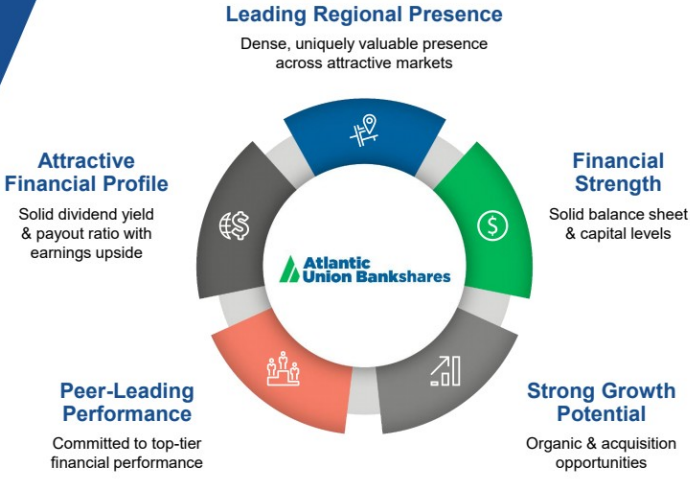 Leading Regional Presence
Dense, uniquely valuable presence
across attractive markets
Attractive
Financial Profile
Solid dividend yield
& payout ratio with
earnings upside
Financial
Strength
Solid balance sheet
& capital levels
Atlantic
Union Bankshares
Peer-Leading
Performance
Committed to top-tier
financial performance
Strong Growth
Potential
Organic & acquisition
opportunities